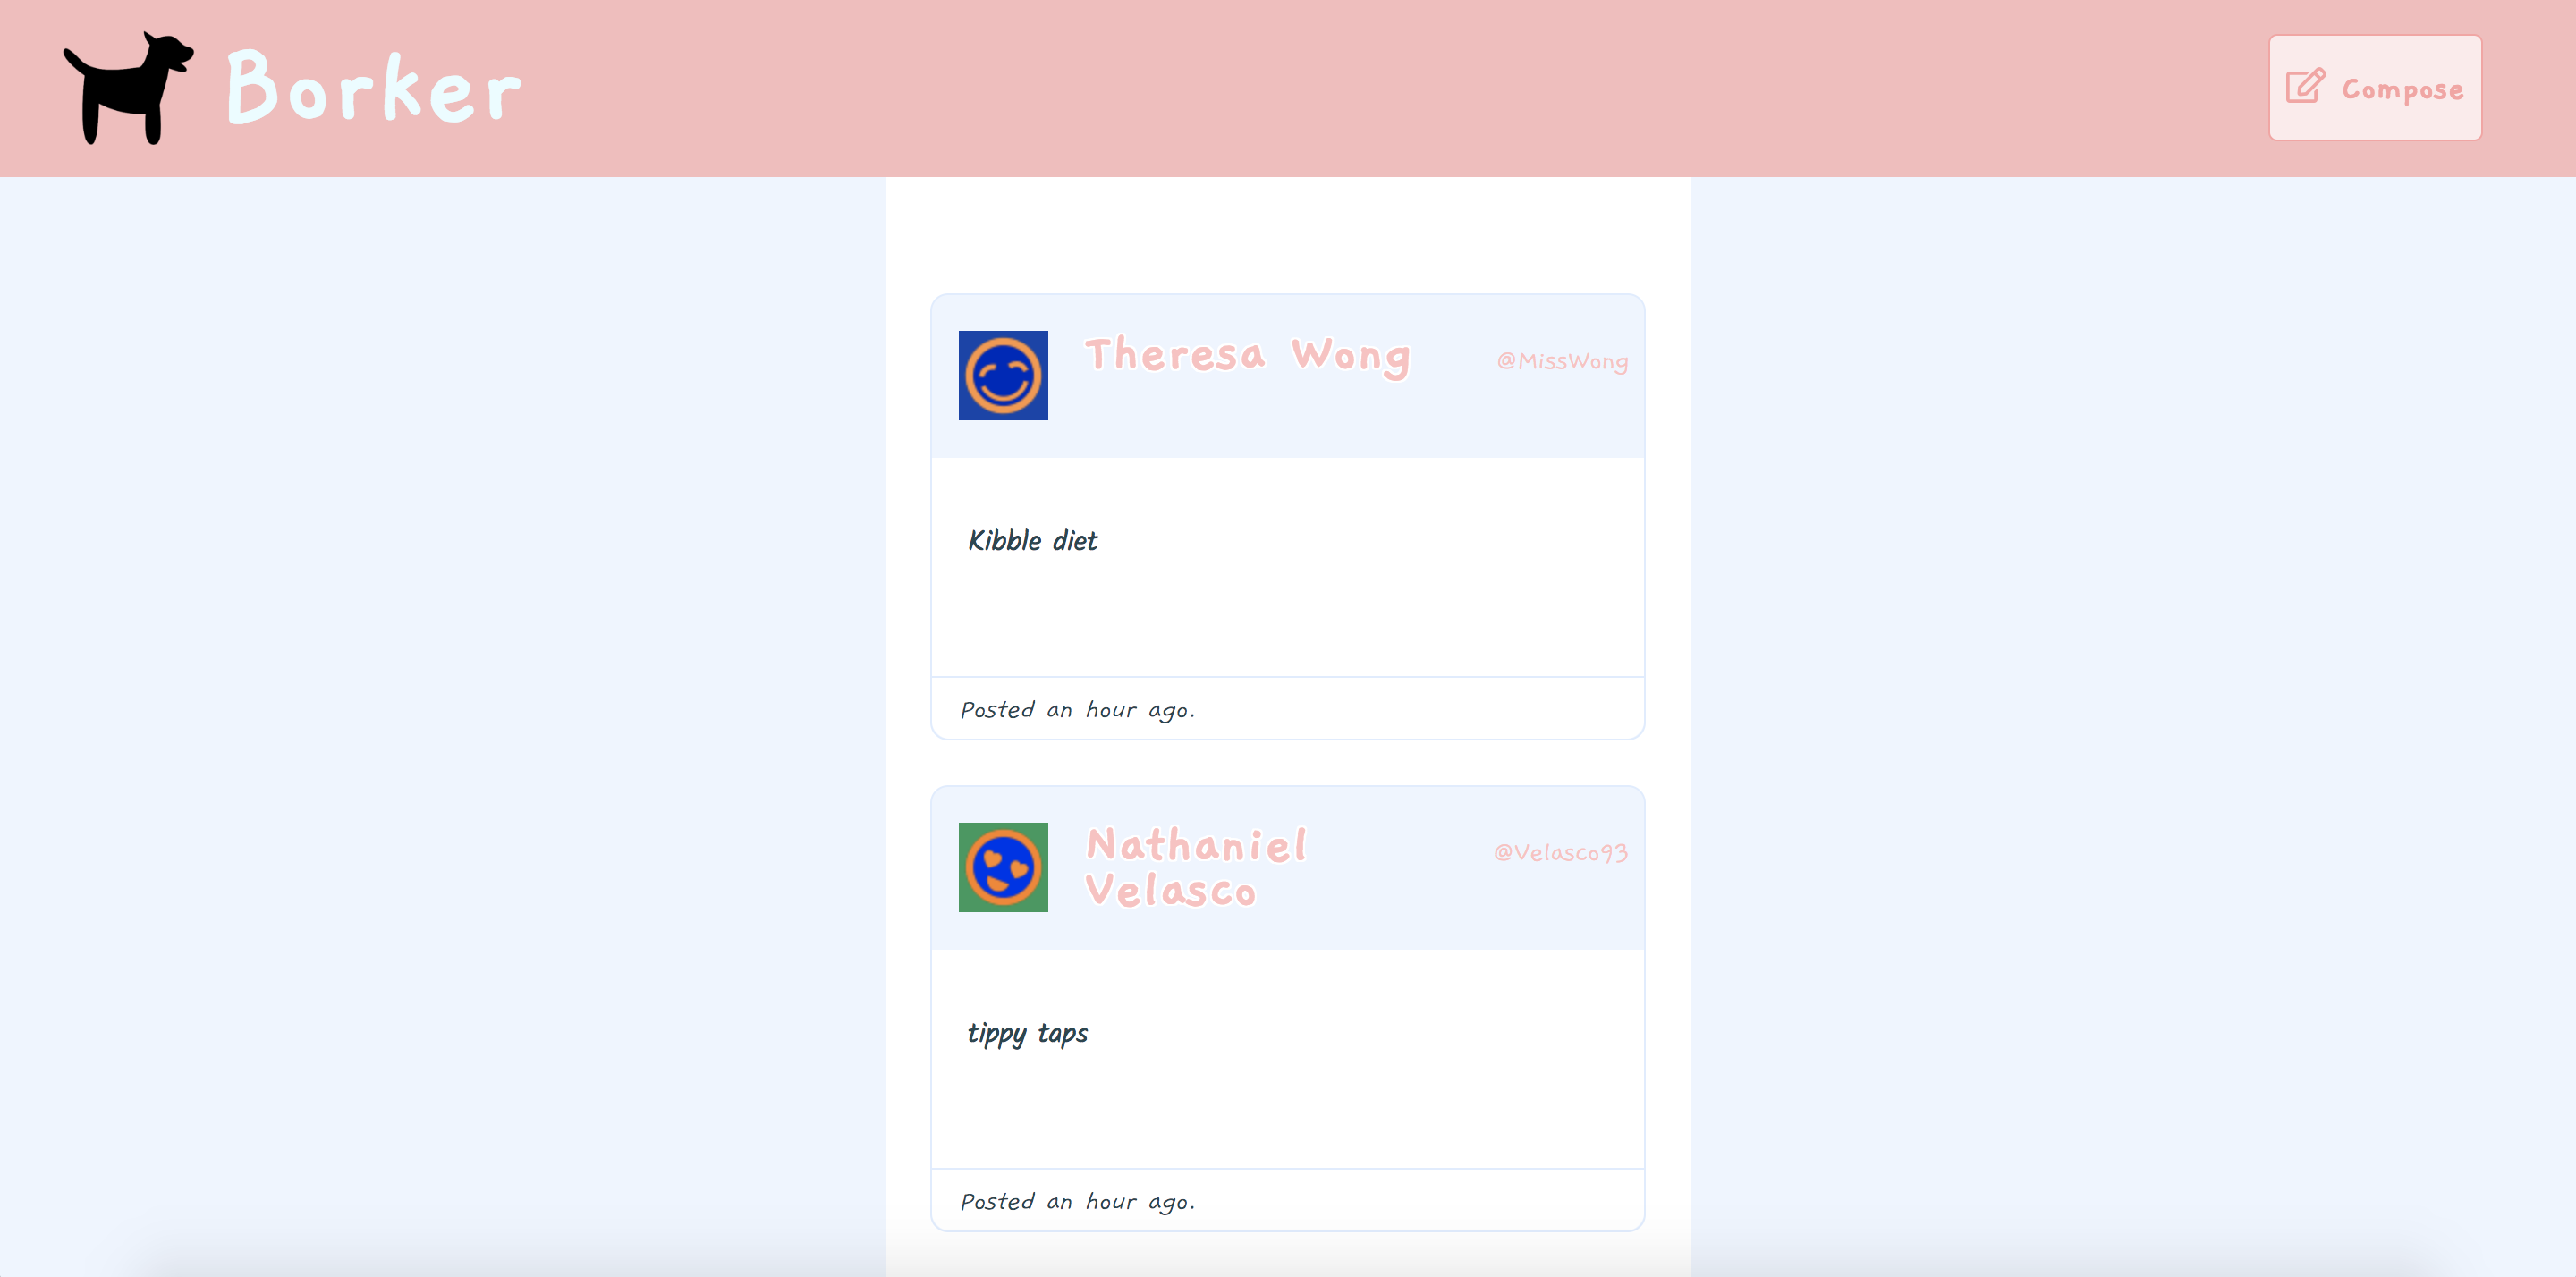 Borker
Compose
Theresa Wong
@MissWong
Kibble diet
Posted an hour ago.
Nathaniel
Velasco
@Velasco93
tippy taps
Posted an hour ago.